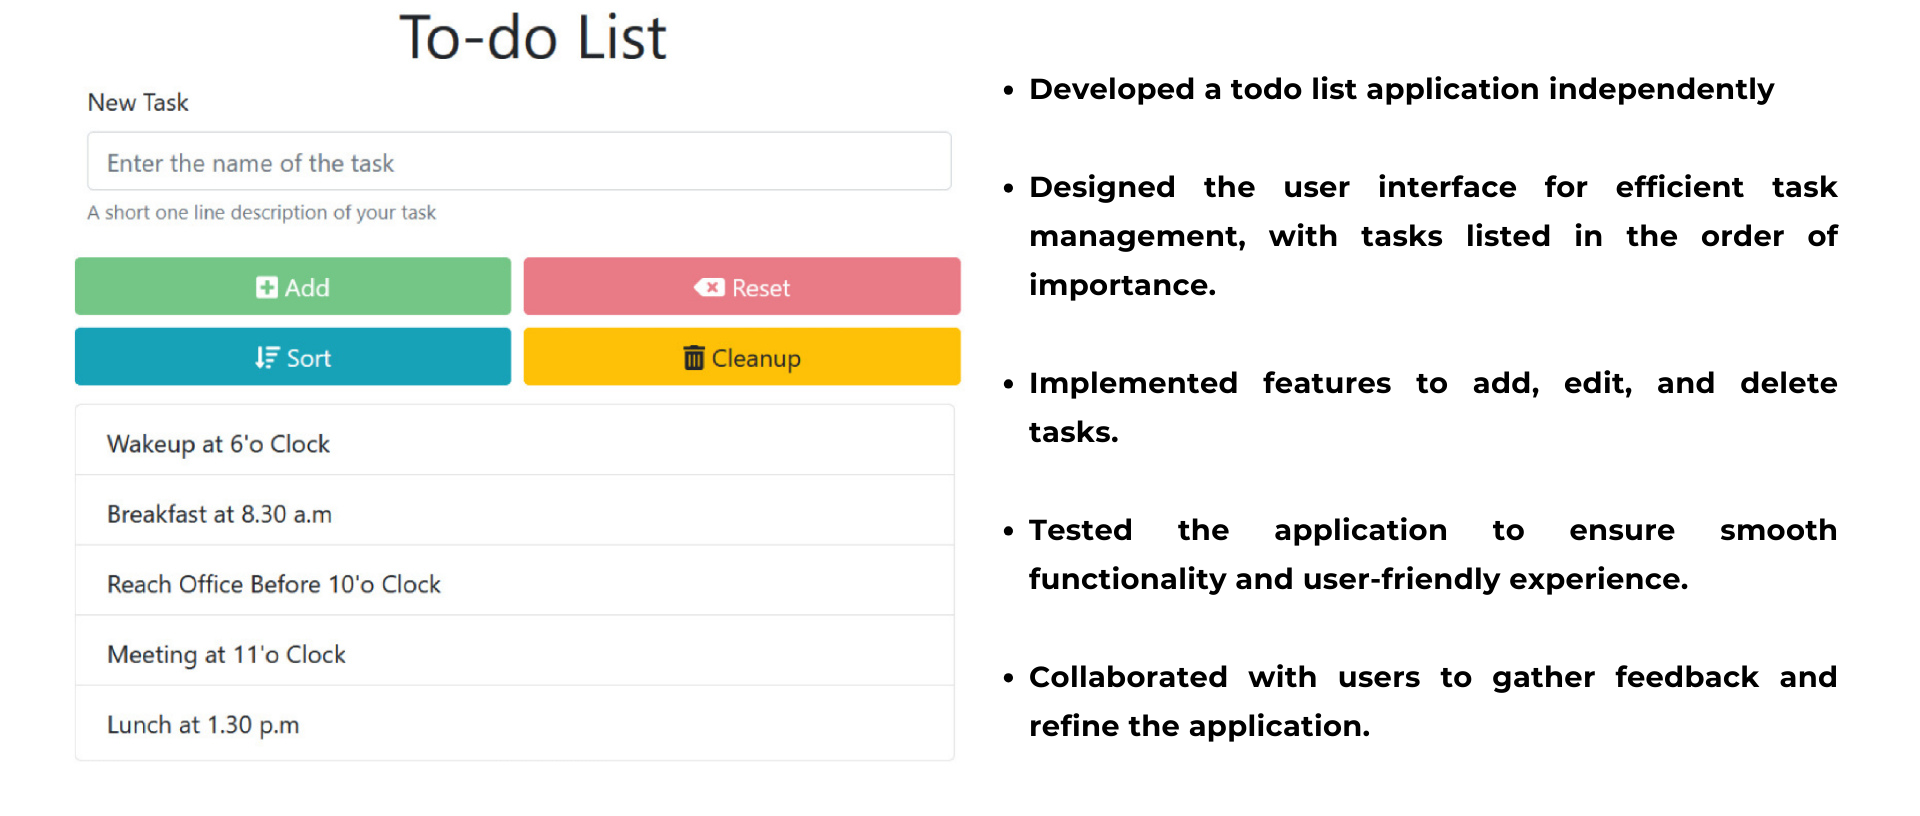 To-do List
New Task
Enter the name of the task
A short one line description of your task
Add
Reset
Sort
Cleanup
Wakeup at 6'o Clock
Breakfast at 8.30 a.m
Reach Office Before 10'o Clock
Meeting at 11'o Clock
Lunch at 1.30 p.m
• Developed a todo list application independently
• Designed the user interface for efficient task
management, with tasks listed in the order of
importance.
• Implemented features to add, edit, and delete
tasks.
• Tested the application to ensure smooth
functionality and user-friendly experience.
• Collaborated with users to gather feedback and
refine the application.